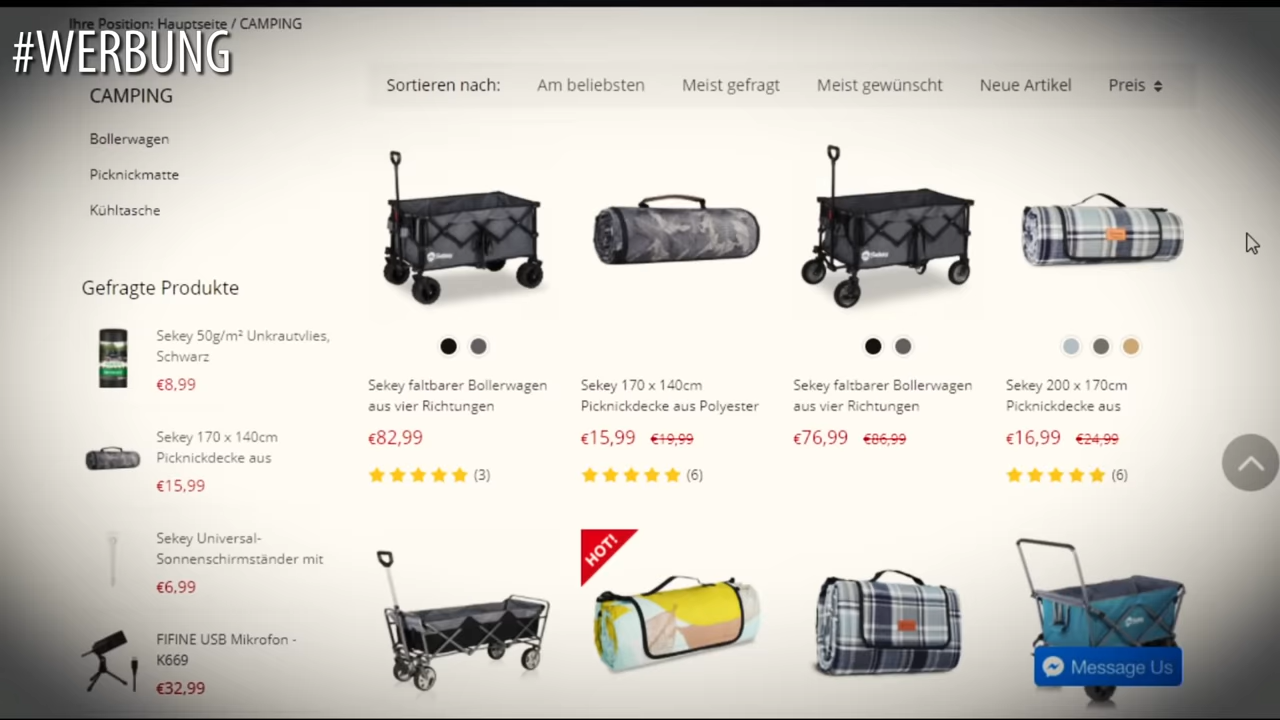 Ihre Position: Hauptseite / CAMPING
#WERBUNG
CAMPING
Bollerwagen
Picknickmatte
Kühltasche
Gefragte Produkte
Sekey 50g/m² Unkrautvlies,
Schwarz
€8,99
Sekey 170 x 140cm
Picknickdecke aus
€15,99
Sekey Universal-
Sonnenschirmständer mit
€6,99
FIFINE USB Mikrofon -
K669
€32,99
Sortieren nach: Am beliebsten Meist gefragt Meist gewünscht Neue Artikel Preis
Sekey faltbarer Bollerwagen
aus vier Richtungen
€82,99
(3)
Sekey 170 x 140cm
Picknickdecke aus Polyester
€15,99 €19,99
(6)
Sekey faltbarer Bollerwagen
aus vier Richtungen
€76,99 €86,99
Sekey 200 x 170cm
Picknickdecke aus
€16,99 €24,99
(6)
HOT!
Message Us